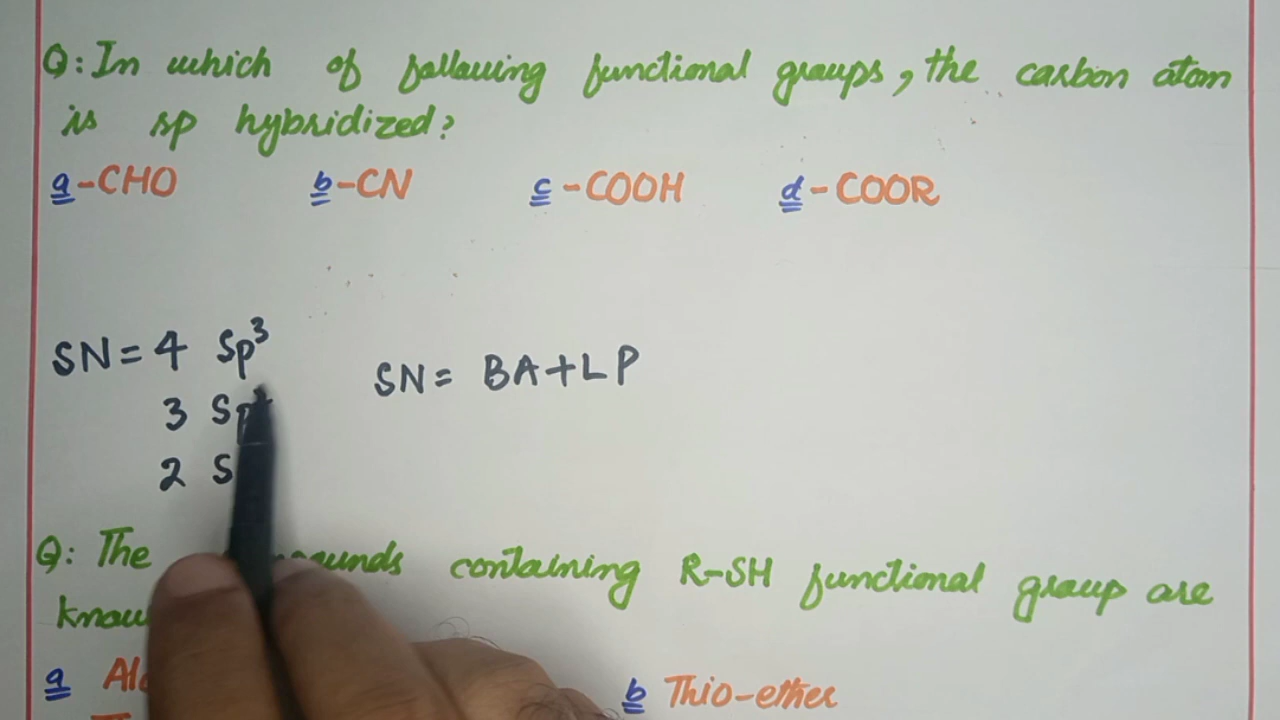 Q: In which of following functional groups, the carbon atom
is sp hybridized?
a -CHO b -CN c -COOH d -COOR
SN = 4 Sp³
SN = BA + LP
3
2
Q: The containing R-SH functional group are
a
b Thio-ether